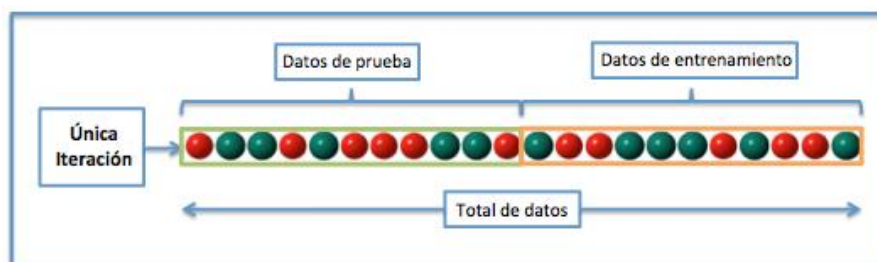 Datos de prueba
Datos de entrenamiento
Única
Iteración
Total de datos